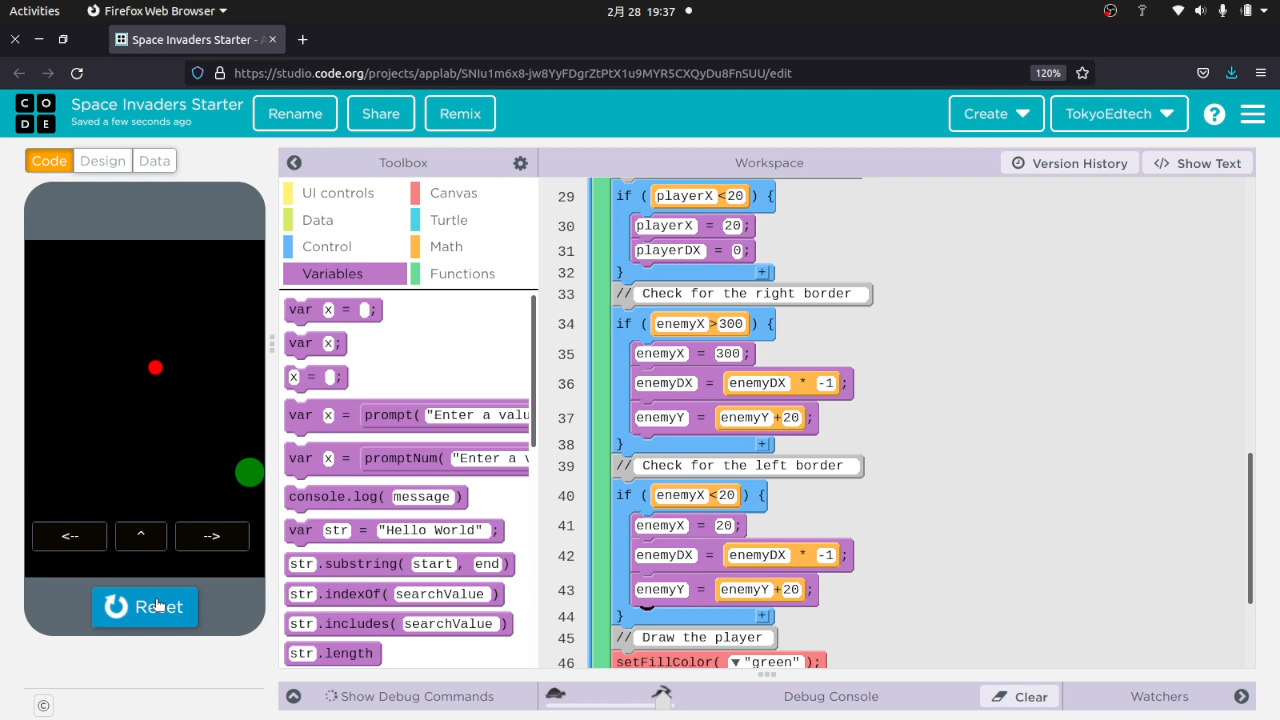 Activities
Firefox Web Browser
2月 28 19:37
Space Invaders Starter - A
https://studio.code.org/projects/applab/SNIu1m6x8-jw8YyFDgrZtPtX1u9MYR5CXQyDu8FnSUU/edit
120%
CODE
Space Invaders Starter
Saved a few seconds ago
Rename
Share
Remix
Create
TokyoEdtech
?
Code
Design
Data
Toolbox
Workspace
Version History
</> Show Text
UI controls
Canvas
Data
Turtle
Control
Math
Variables
Functions
var x = ;
var x;
x = ;
var x = prompt( "Enter a valu
var x = promptNum( "Enter a v
console.log( message )
var str = "Hello World" ;
str.substring( start, end )
str.indexOf( searchValue )
str.includes( searchValue )
str.length
29 if ( playerX<20 ) {
30 playerX = 20;
31 playerDX = 0;
32 }
33 // Check for the right border
34 if ( enemyX>300 ) {
35 enemyX = 300;
36 enemyDX = enemyDX * -1;
37 enemyY = enemyY+20;
38 }
39 // Check for the left border
40 if ( enemyX<20 ) {
41 enemyX = 20;
42 enemyDX = enemyDX * -1;
43 enemyY = enemyY+20;
44 }
45 // Draw the player
46 setFillColor( "green");
<--
^
-->
Reset
©
Show Debug Commands
Debug Console
Clear
Watchers